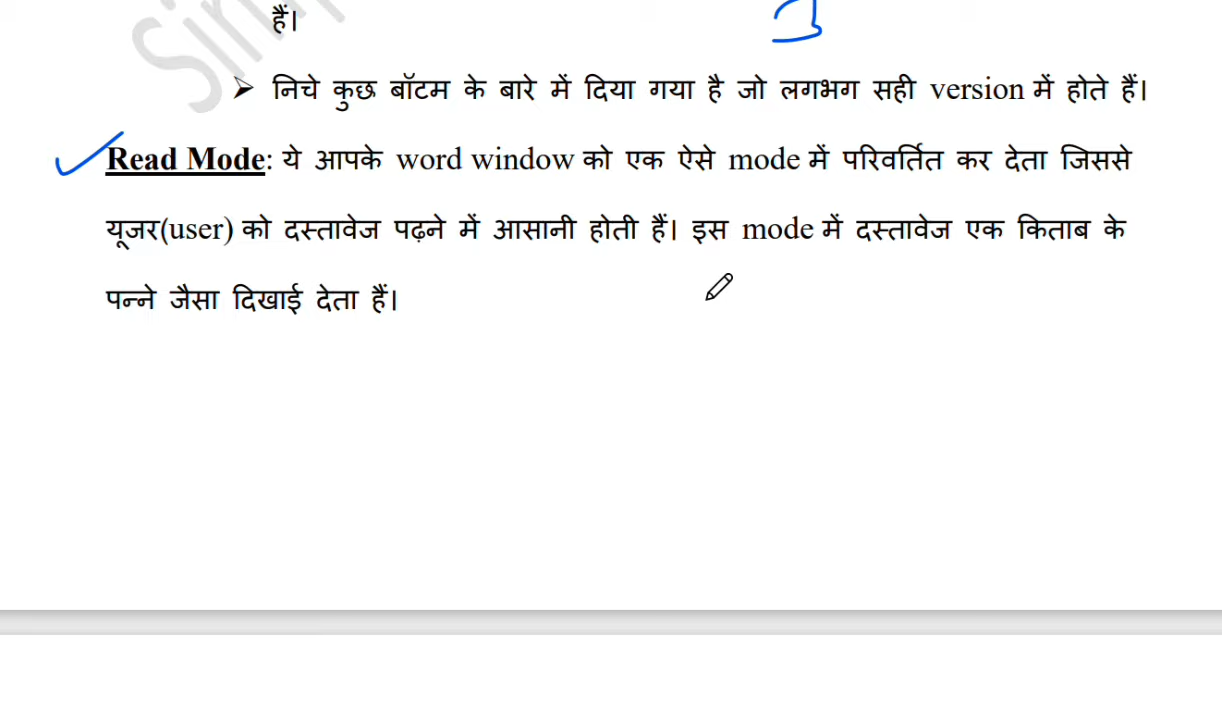 हैं।
➢ निचे कुछ बॉटम के बारे में दिया गया है जो लगभग सही version में होते हैं।
Read Mode: ये आपके word window को एक ऐसे mode में परिवर्तित कर देता जिससे
यूजर(user) को दस्तावेज पढ़ने में आसानी होती हैं। इस mode में दस्तावेज एक किताब के
पन्ने जैसा दिखाई देता हैं।